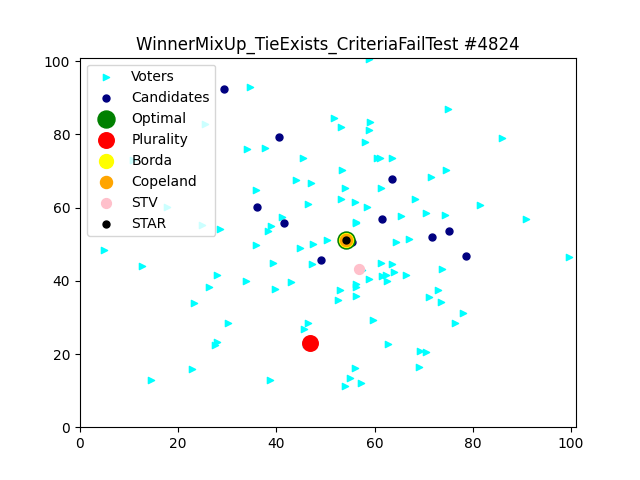 WinnerMixUp_TieExists_CriteriaFailTest #4824
100
80
60
40
20
0
Voters
Candidates
Optimal
Plurality
Borda
Copeland
STV
STAR
0 20 40 60 80 100